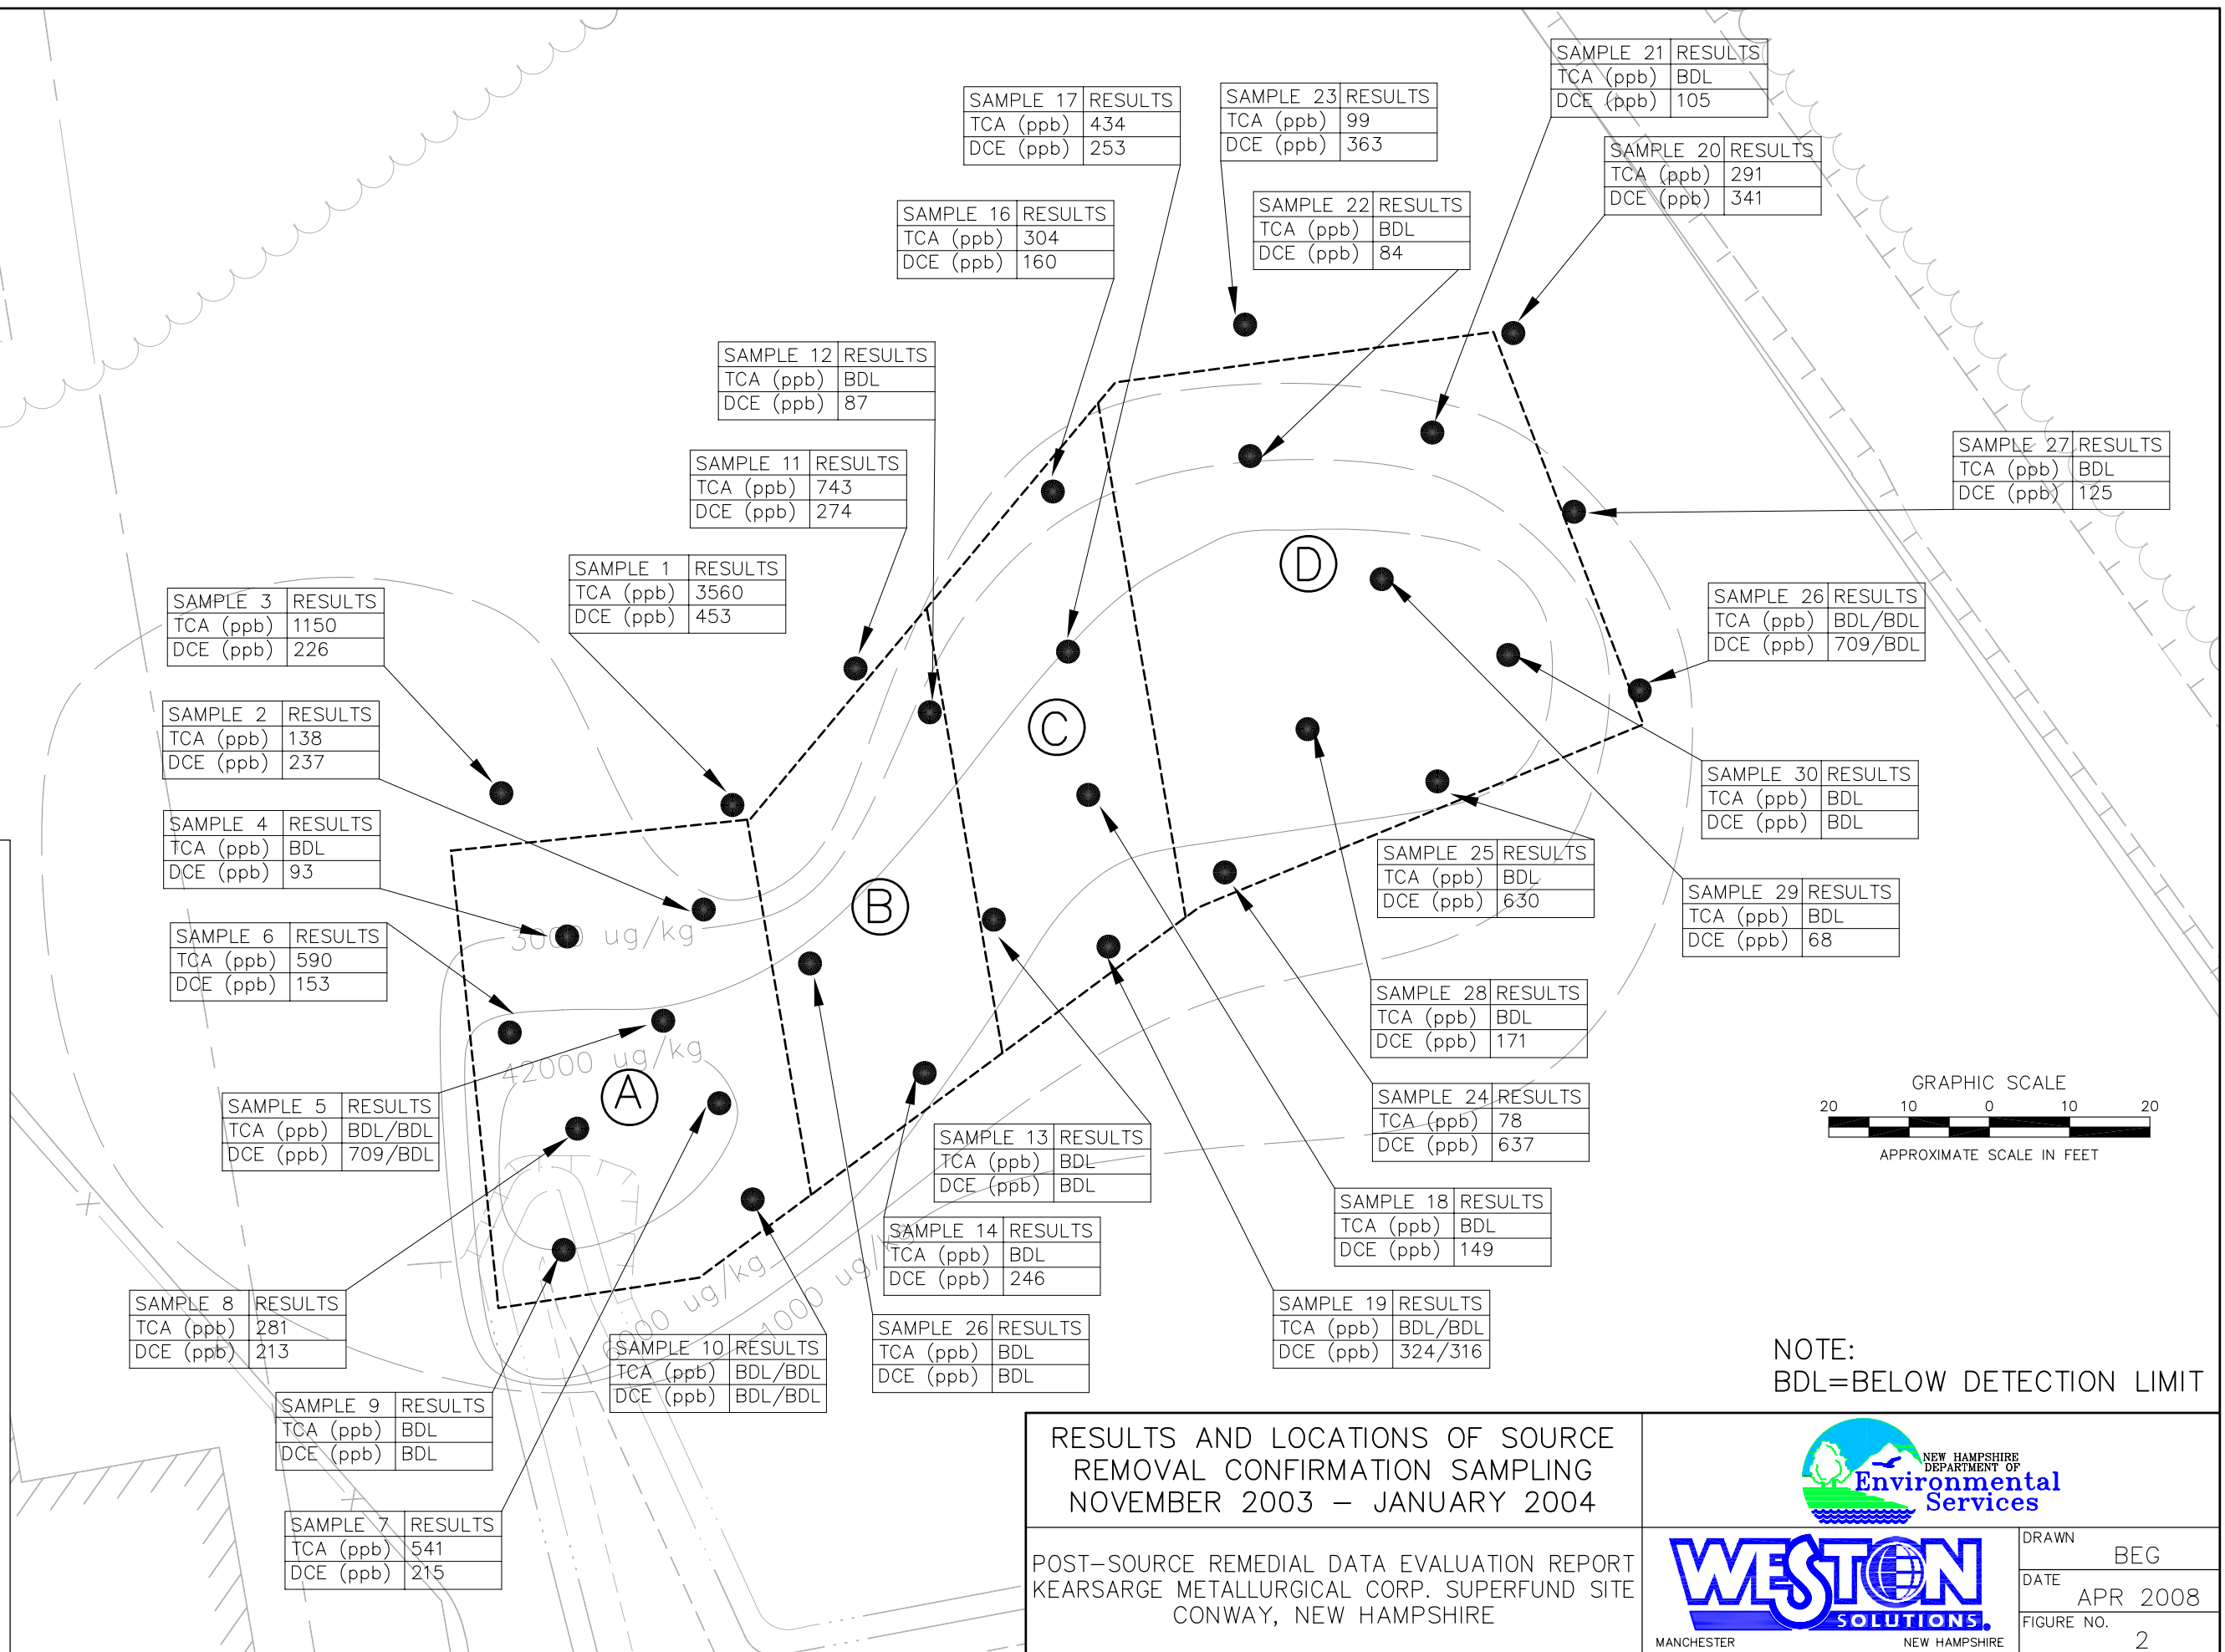 SAMPLE 21 RESULTS
TCA (ppb) BDL
DCE (ppb) 105
SAMPLE 17 RESULTS
TCA (ppb) 434
DCE (ppb) 253
SAMPLE 23 RESULTS
TCA (ppb) 99
DCE (ppb) 363
SAMPLE 20 RESULTS
TCA (ppb) 291
DCE (ppb) 341
SAMPLE 16 RESULTS
TCA (ppb) 304
DCE (ppb) 160
SAMPLE 22 RESULTS
TCA (ppb) BDL
DCE (ppb) 84
SAMPLE 12 RESULTS
TCA (ppb) BDL
DCE (ppb) 87
SAMPLE 11 RESULTS
TCA (ppb) 743
DCE (ppb) 274
SAMPLE 27 RESULTS
TCA (ppb) BDL
DCE (ppb) 125
D
SAMPLE 1 RESULTS
TCA (ppb) 3560
DCE (ppb) 453
SAMPLE 3 RESULTS
TCA (ppb) 1150
DCE (ppb) 226
SAMPLE 26 RESULTS
TCA (ppb) BDL/BDL
DCE (ppb) 709/BDL
SAMPLE 2 RESULTS
TCA (ppb) 138
DCE (ppb) 237
C
SAMPLE 30 RESULTS
TCA (ppb) BDL
DCE (ppb) BDL
SAMPLE 4 RESULTS
TCA (ppb) BDL
DCE (ppb) 93
SAMPLE 25 RESULTS
TCA (ppb) BDL
DCE (ppb) 630
SAMPLE 29 RESULTS
TCA (ppb) BDL
DCE (ppb) 68
B
3000 ug/kg
SAMPLE 6 RESULTS
TCA (ppb) 590
DCE (ppb) 153
SAMPLE 28 RESULTS
TCA (ppb) BDL
DCE (ppb) 171
42000 ug/kg
A
SAMPLE 5 RESULTS
TCA (ppb) BDL/BDL
DCE (ppb) 709/BDL
SAMPLE 24 RESULTS
TCA (ppb) 78
DCE (ppb) 637
GRAPHIC SCALE
20 10 0 10 20
APPROXIMATE SCALE IN FEET
SAMPLE 13 RESULTS
TCA (ppb) BDL
DCE (ppb) BDL
SAMPLE 18 RESULTS
TCA (ppb) BDL
DCE (ppb) 149
SAMPLE 14 RESULTS
TCA (ppb) BDL
DCE (ppb) 246
000 ug/kg
1000 ug/kg
SAMPLE 8 RESULTS
TCA (ppb) 281
DCE (ppb) 213
SAMPLE 10 RESULTS
TCA (ppb) BDL/BDL
DCE (ppb) BDL/BDL
SAMPLE 26 RESULTS
TCA (ppb) BDL
DCE (ppb) BDL
SAMPLE 19 RESULTS
TCA (ppb) BDL/BDL
DCE (ppb) 324/316
NOTE:
BDL=BELOW DETECTION LIMIT
SAMPLE 9 RESULTS
TCA (ppb) BDL
DCE (ppb) BDL
SAMPLE 7 RESULTS
TCA (ppb) 541
DCE (ppb) 215
RESULTS AND LOCATIONS OF SOURCE
REMOVAL CONFIRMATION SAMPLING
NOVEMBER 2003 – JANUARY 2004
POST–SOURCE REMEDIAL DATA EVALUATION REPORT
KEARSARGE METALLURGICAL CORP. SUPERFUND SITE
CONWAY, NEW HAMPSHIRE
NEW HAMPSHIRE
DEPARTMENT OF
Environmental
Services
WESTON
SOLUTIONS®
MANCHESTER NEW HAMPSHIRE
DRAWN
BEG
DATE
APR 2008
FIGURE NO.
2